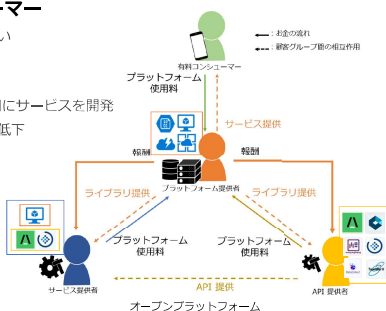 ーマー
い
: お金の流れ
: 顧客グループ間の相互作用
有料コンシューマー
プラットフォーム
使用料
にサービスを開発
サービス提供
低下
報酬
報酬
プラットフォーム提供者
ライブラリ提供
ライブラリ提供
プラットフォーム
使用料
プラットフォーム
使用料
API 提供
サービス提供者
API 提供者
オープンプラットフォーム